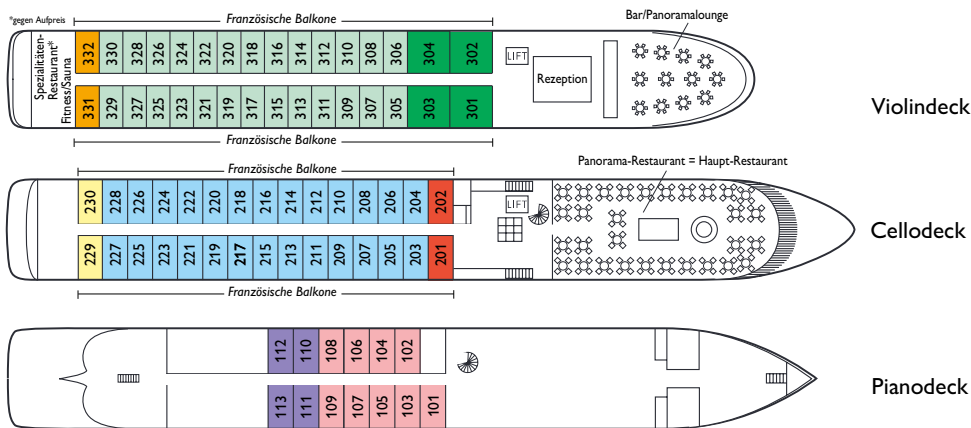 *gegen Aufpreis
Französische Balkone
Bar/Panoramalounge
Spezialitäten-
Restaurant*
Fitness/Sauna
332 330 328 326 324 322 320 318 316 314 312 310 308 306 304 302
LIFT
Rezeption
331 329 327 325 323 321 319 317 315 313 311 309 307 305 303 301
Violindeck
Französische Balkone
Französische Balkone
Panorama-Restaurant = Haupt-Restaurant
230 228 226 224 222 220 218 216 214 212 210 208 206 204 202
LIFT
229 227 225 223 221 219 217 215 213 211 209 207 205 203 201
Cellodeck
Französische Balkone
112 110 108 106 104 102
113 111 109 107 105 103 101
Pianodeck